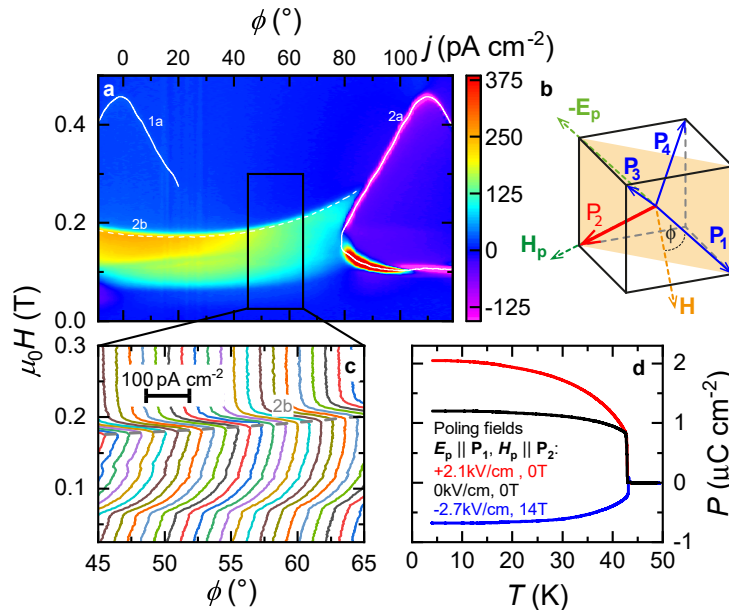 ϕ (°)
j (pA cm⁻²)
0 20 40 60 80 100
a
1a
2a
2b
0.4
0.2
0.0
μ₀H (T)
375
250
125
0
-125
b
-Eₚ
P₄
P₃
P₂
P₁
ϕ
Hₚ
H
c
0.3
0.2
0.1
100 pA cm⁻²
2b
45 50 55 60 65
ϕ (°)
d
2
1
0
-1
P (μC cm⁻²)
Poling fields
Eₚ || P₁, Hₚ || P₂:
+2.1kV/cm , 0T
0kV/cm, 0T
-2.7kV/cm, 14T
0 10 20 30 40 50
T (K)